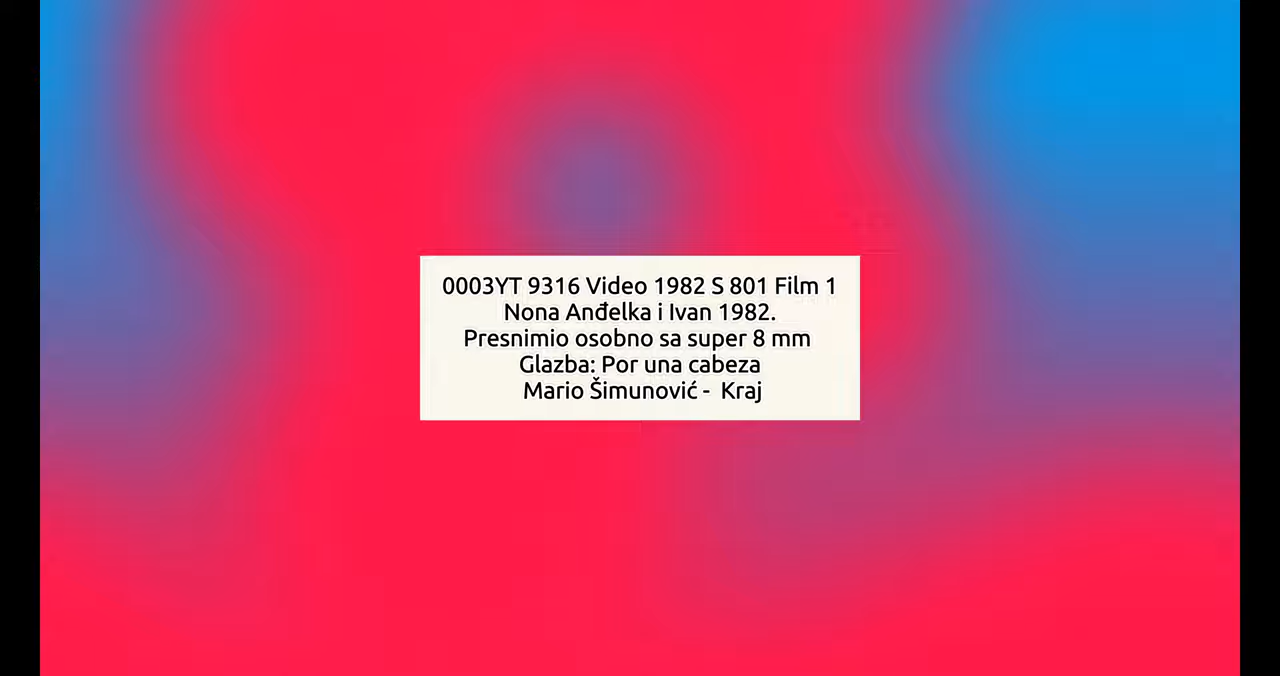 0003YT 9316 Video 1982 S 801 Film 1
Nona Anđelka i Ivan 1982.
Presnimio osobno sa super 8 mm
Glazba: Por una cabeza
Mario Šimunović -  Kraj